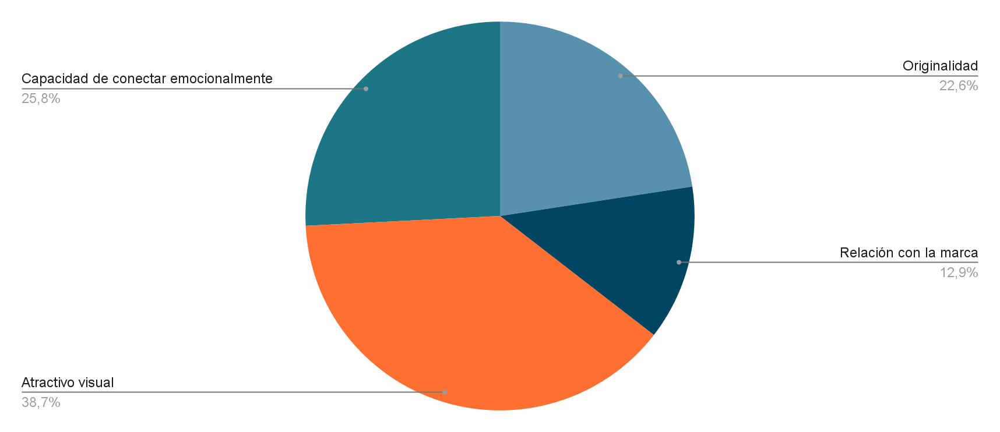 Originalidad
22,6%
Capacidad de conectar emocionalmente
25,8%
Relación con la marca
12,9%
Atractivo visual
38,7%